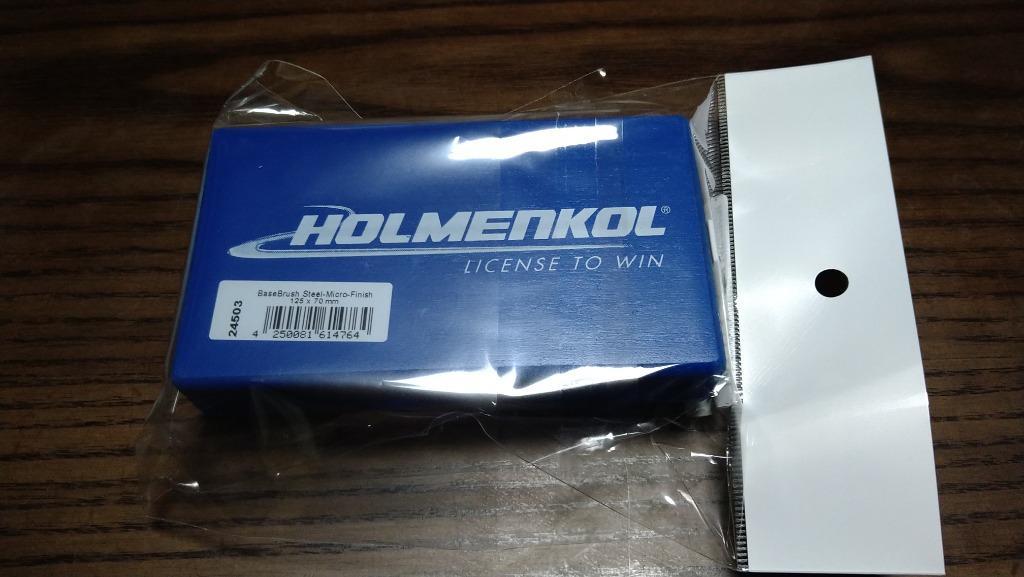 HOLMENKOL®
LICENSE TO WIN
BaseBrush Steel-Micro-Finish
125 x 70 mm
24503
4 250081 614764